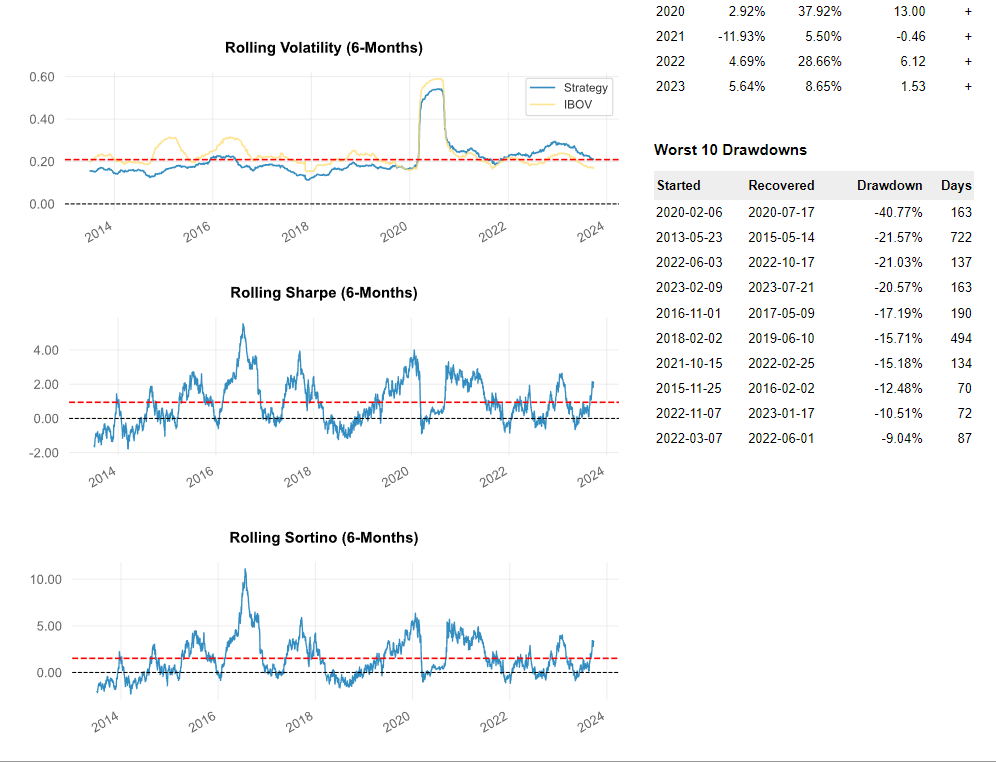 Rolling Volatility (6-Months)
0.60
0.40
0.20
0.00
Strategy
IBOV
2014 2016 2018 2020 2022 2024
Rolling Sharpe (6-Months)
4.00
2.00
0.00
-2.00
2014 2016 2018 2020 2022 2024
Rolling Sortino (6-Months)
10.00
5.00
0.00
2014 2016 2018 2020 2022 2024
2020 2.92% 37.92% 13.00 +
2021 -11.93% 5.50% -0.46 +
2022 4.69% 28.66% 6.12 +
2023 5.64% 8.65% 1.53 +
Worst 10 Drawdowns
Started Recovered Drawdown Days
2020-02-06 2020-07-17 -40.77% 163
2013-05-23 2015-05-14 -21.57% 722
2022-06-03 2022-10-17 -21.03% 137
2023-02-09 2023-07-21 -20.57% 163
2016-11-01 2017-05-09 -17.19% 190
2018-02-02 2019-06-10 -15.71% 494
2021-10-15 2022-02-25 -15.18% 134
2015-11-25 2016-02-02 -12.48% 70
2022-11-07 2023-01-17 -10.51% 72
2022-03-07 2022-06-01 -9.04% 87